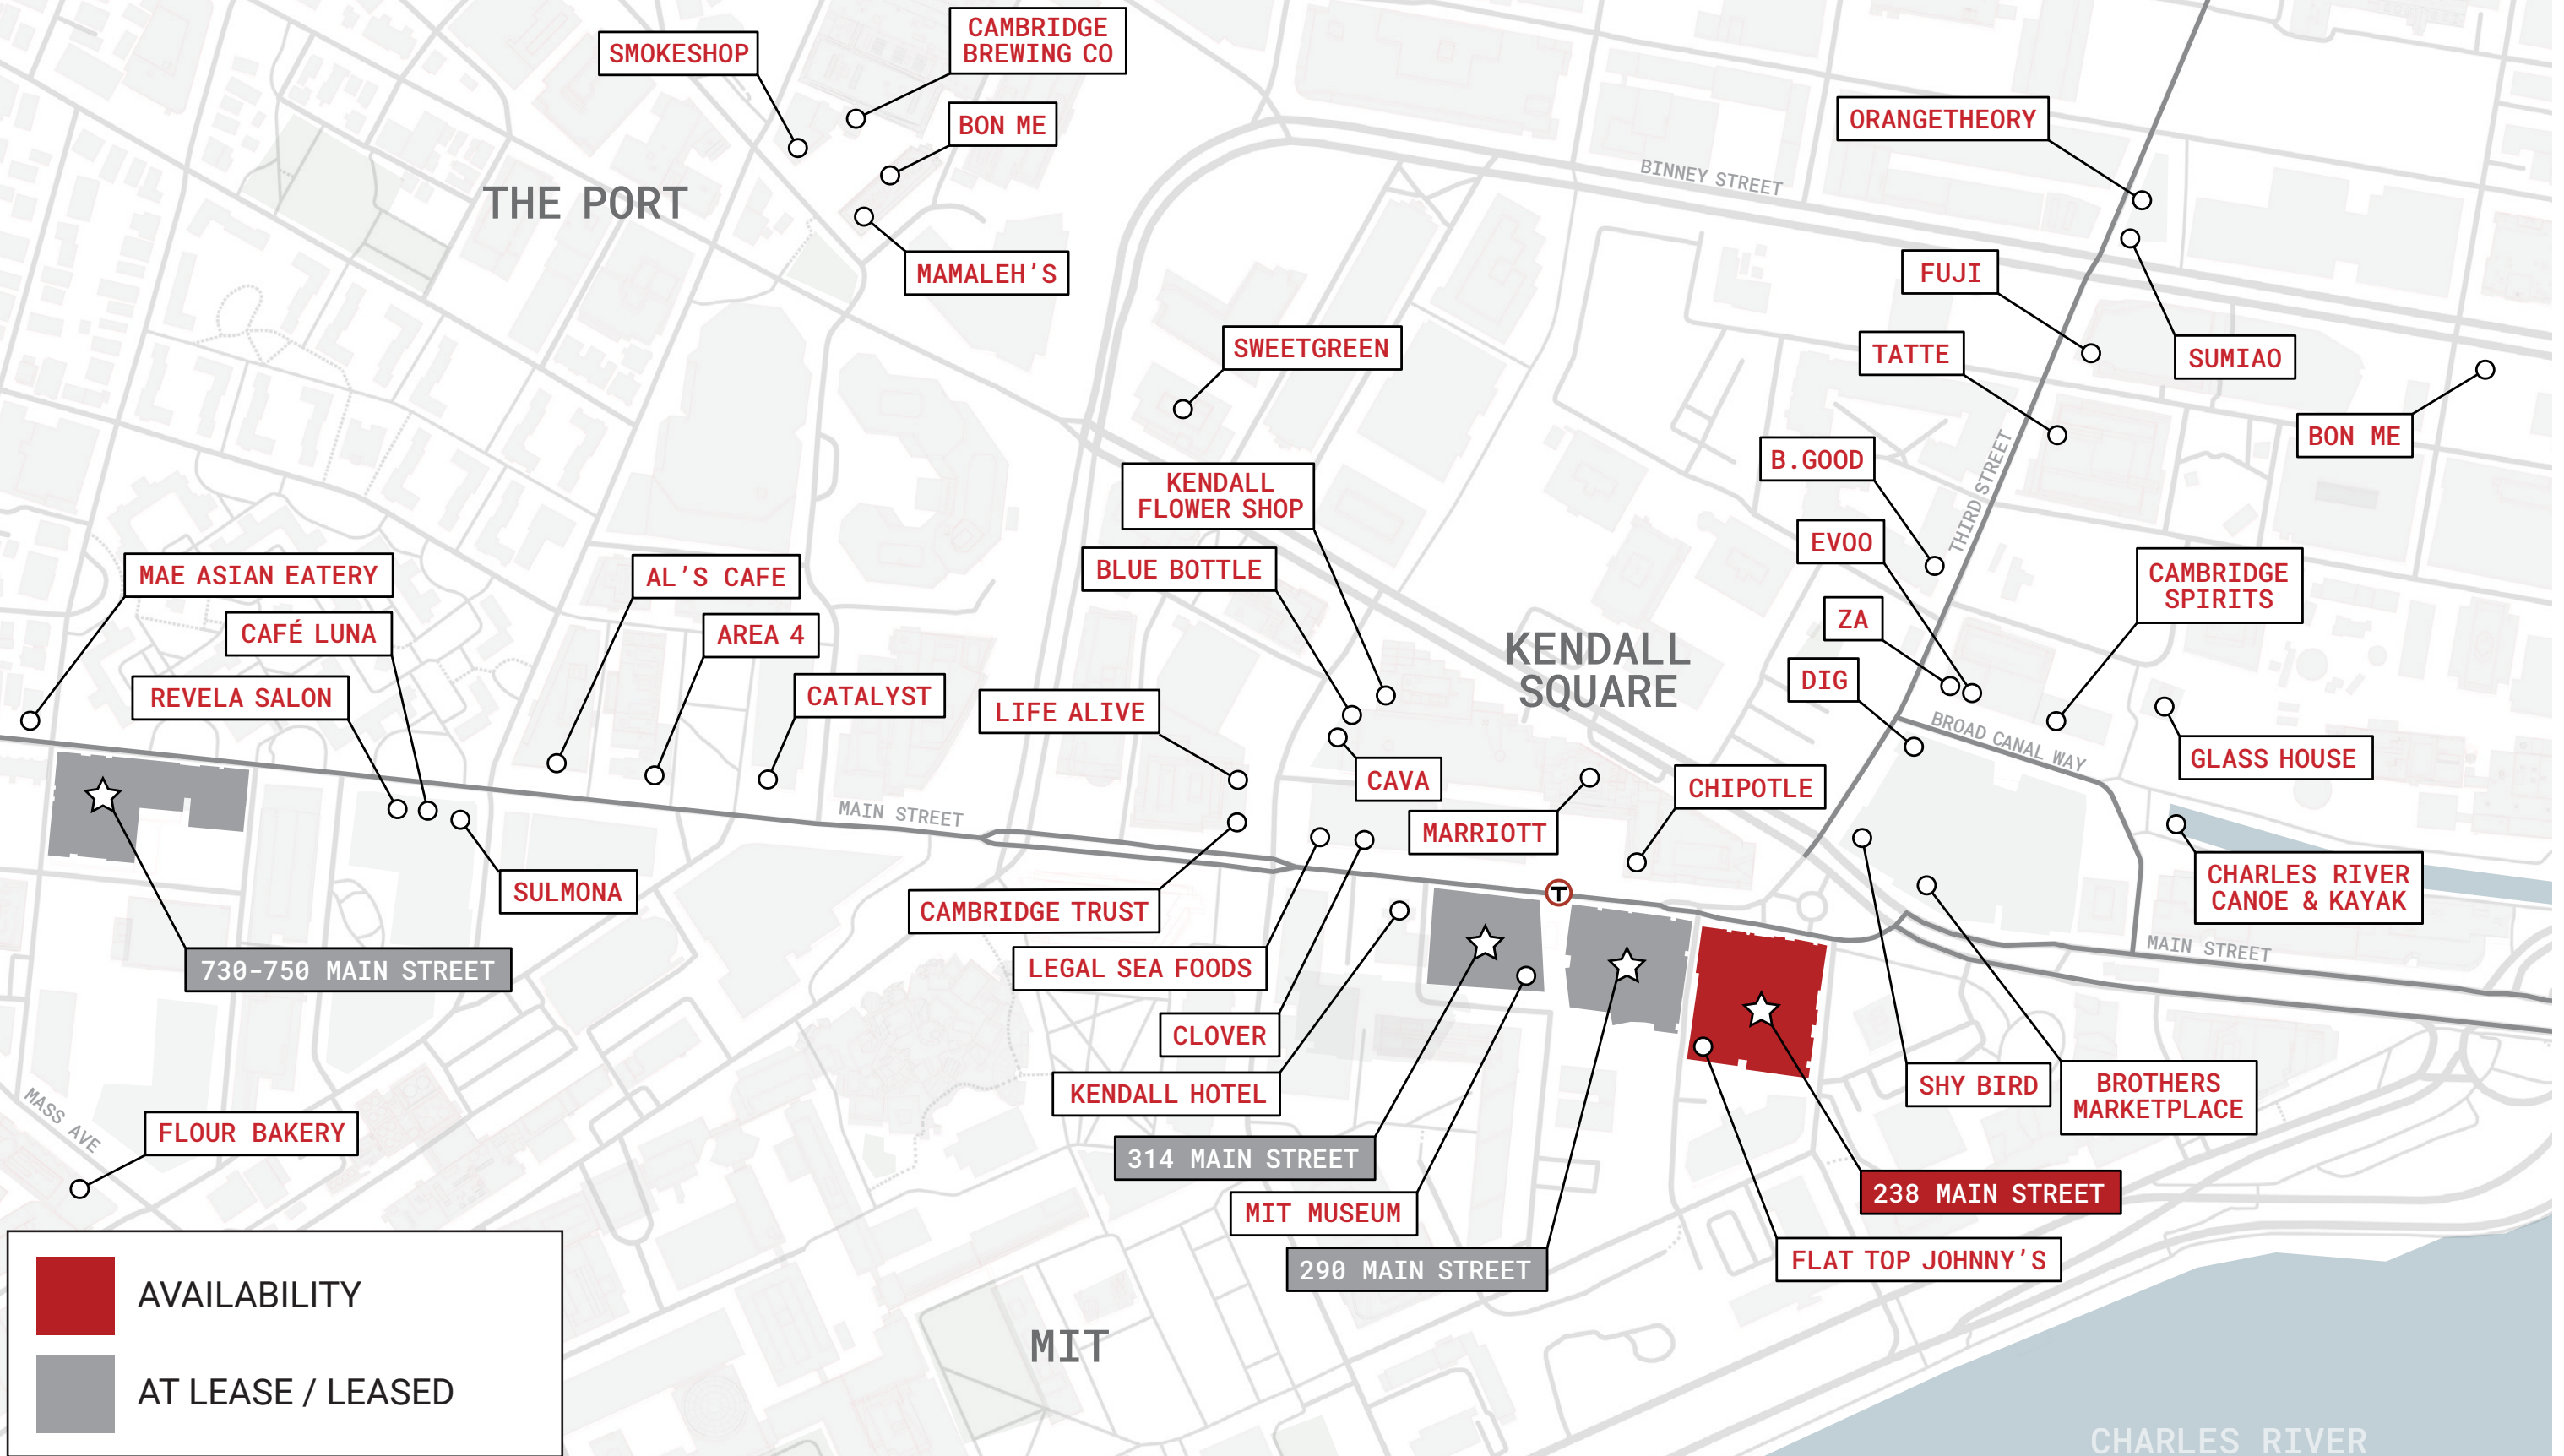 CAMBRIDGE
BREWING CO
SMOKESHOP
BON ME
ORANGETHEORY
BINNEY STREET
THE PORT
MAMALEH’S
FUJI
SWEETGREEN
TATTE
SUMIAO
BON ME
B.GOOD
KENDALL
FLOWER SHOP
THIRD STREET
EVOO
BLUE BOTTLE
MAE ASIAN EATERY
AL’S CAFE
CAMBRIDGE
SPIRITS
ZA
CAFÉ LUNA
AREA 4
KENDALL
SQUARE
DIG
REVELA SALON
CATALYST
LIFE ALIVE
BROAD CANAL WAY
GLASS HOUSE
CAVA
CHIPOTLE
MAIN STREET
MARRIOTT
SULMONA
T
CHARLES RIVER
CANOE & KAYAK
CAMBRIDGE TRUST
MAIN STREET
730-750 MAIN STREET
LEGAL SEA FOODS
CLOVER
KENDALL HOTEL
SHY BIRD
BROTHERS
MARKETPLACE
MASS AVE
FLOUR BAKERY
314 MAIN STREET
238 MAIN STREET
MIT MUSEUM
290 MAIN STREET
FLAT TOP JOHNNY’S
AVAILABILITY
MIT
AT LEASE / LEASED
CHARLES RIVER